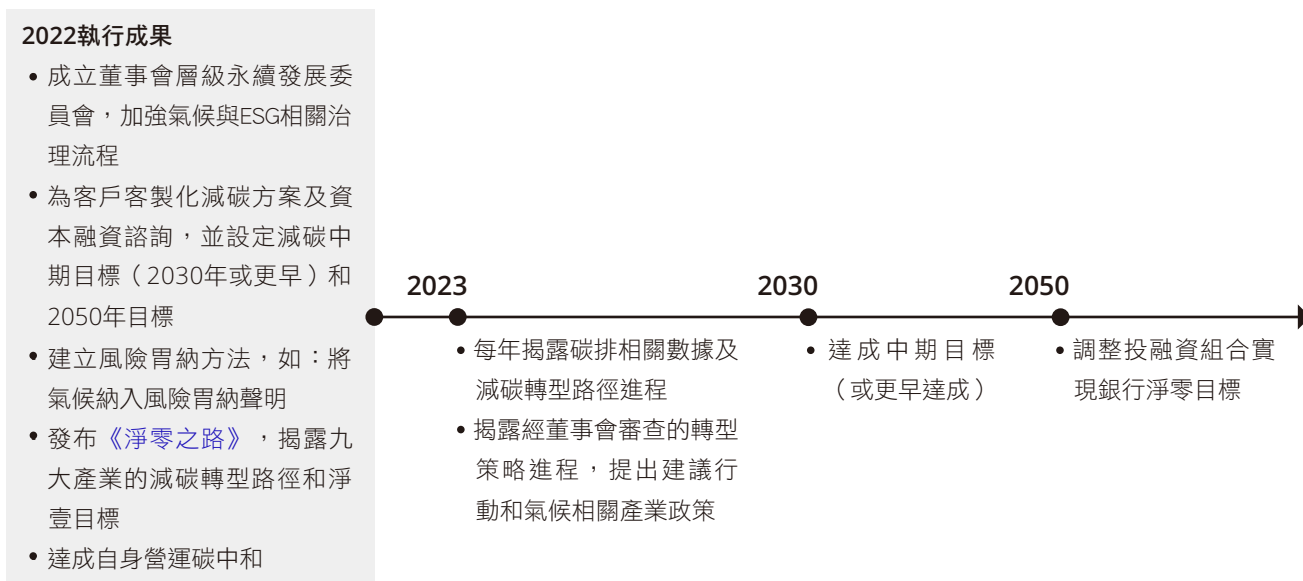 2022執行成果
• 成立董事會層級永續發展委
員會，加強氣候與ESG相關治
理流程
• 為客戶客製化減碳方案及資
本融資諮詢，並設定減碳中
期目標（2030年或更早）和
2050年目標
• 建立風險胃納方法，如：將
氣候納入風險胃納聲明
• 發布《淨零之路》，揭露九
大產業的減碳轉型路徑和淨
壹目標
• 達成自身營運碳中和
2023
• 每年揭露碳排相關數據及
減碳轉型路徑進程
• 揭露經董事會審查的轉型
策略進程，提出建議行
動和氣候相關產業政策
2030
• 達成中期目標
（或更早達成）
2050
• 調整投融資組合實
現銀行淨零目標